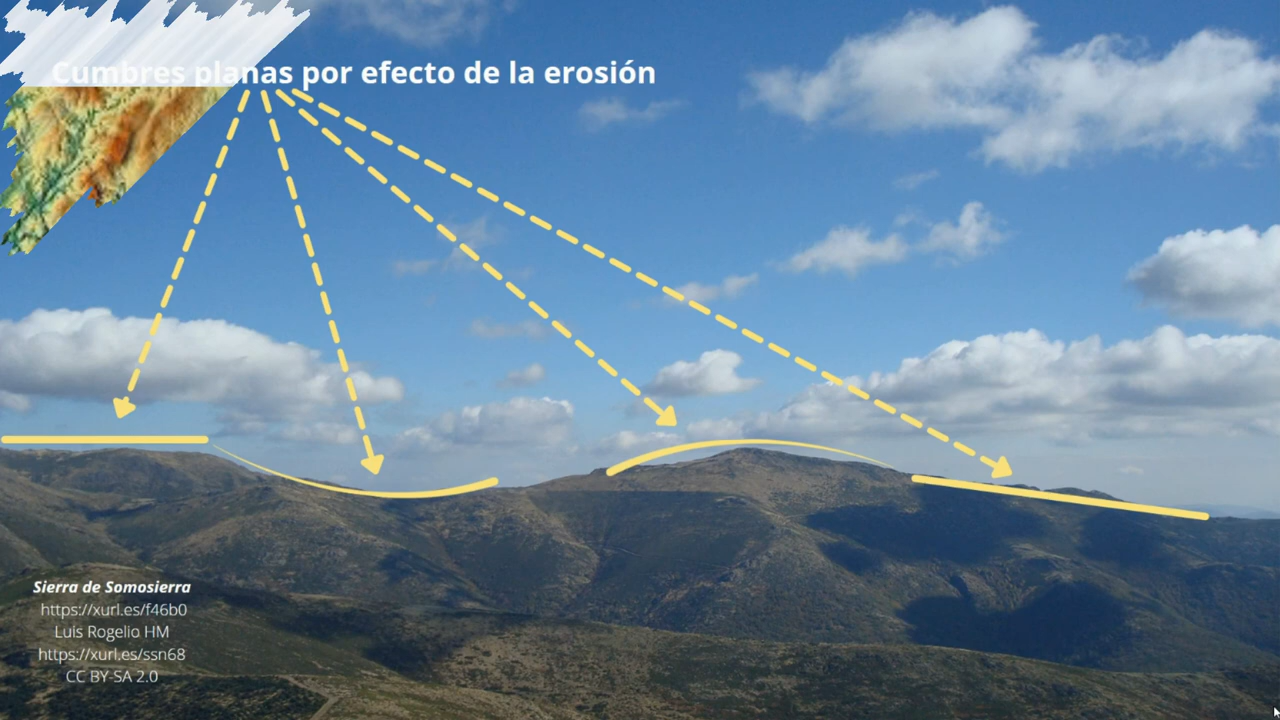 Cumbres planas por efecto de la erosión
Sierra de Somosierra
https://xurl.es/f46b0
Luis Rogelio HM
https://xurl.es/ssn68
CC BY-SA 2.0